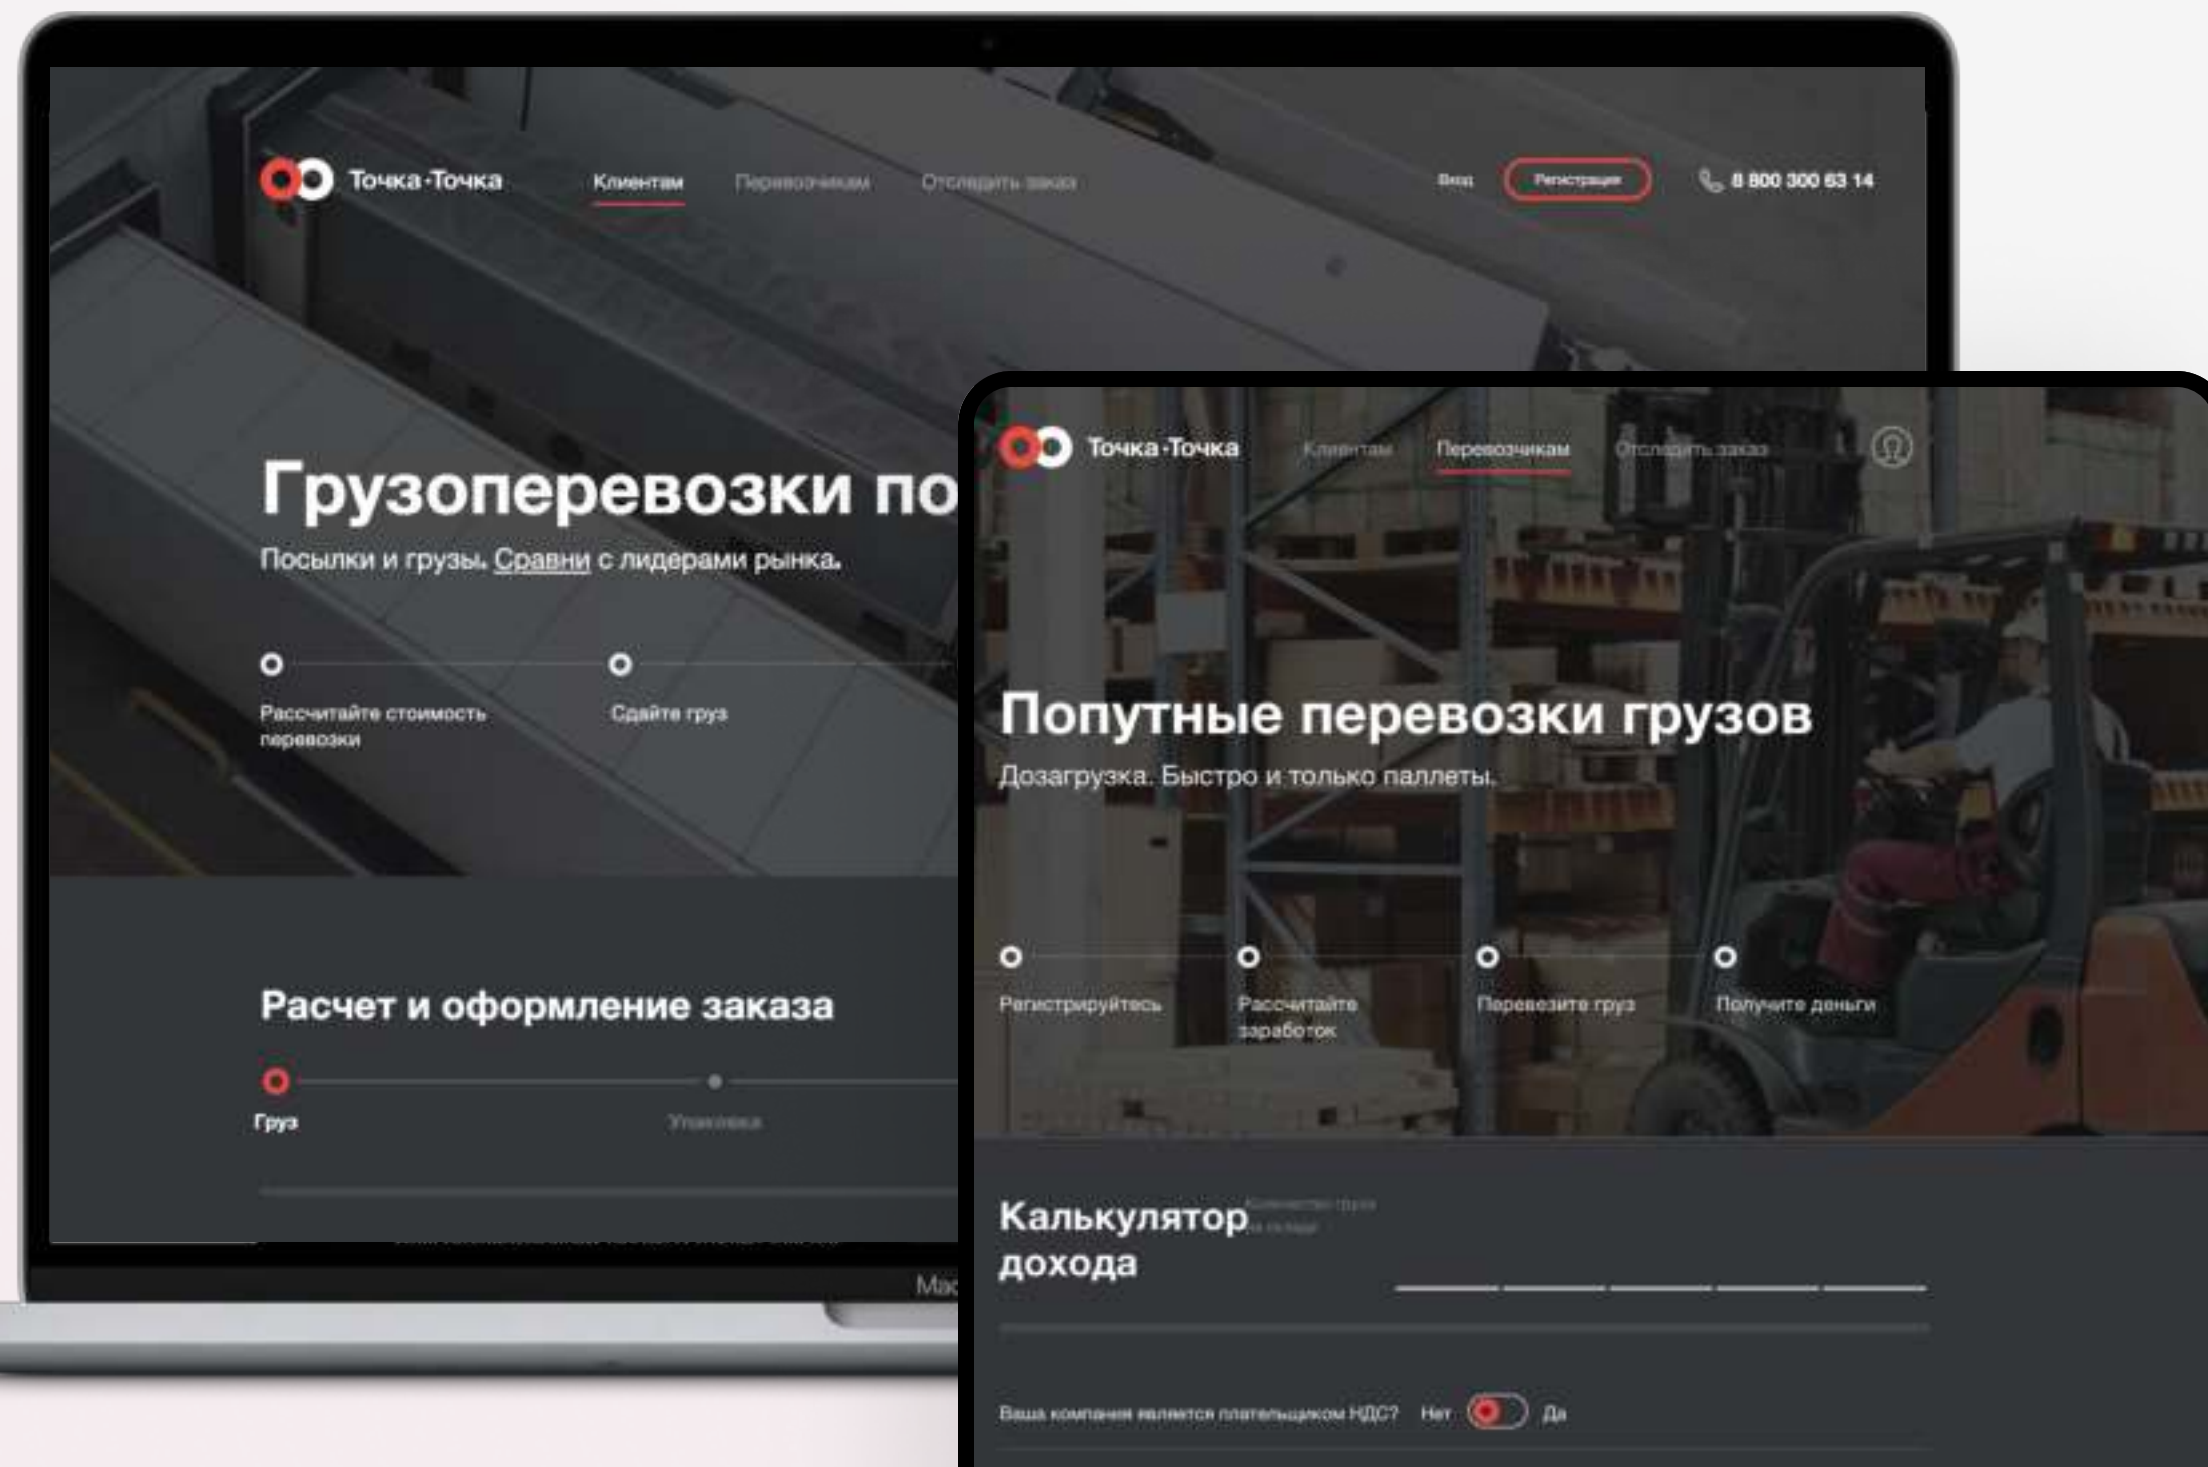 Точка-Точка
Клиентам
Перевозчикам
Отследить заказ
Вход
Регистрация
8 800 300 63 14
Грузоперевозки по
Посылки и грузы. Сравни с лидерами рынка.
Рассчитайте стоимость
перевозки
Сдайте груз
Расчет и оформление заказа
Груз
Упаковка
Mac
Точка-Точка
Клиентам
Перевозчикам
Отследить заказ
Попутные перевозки грузов
Дозагрузка. Быстро и только паллеты.
Регистрируйтесь
Рассчитайте
заработок
Перевезите груз
Получите деньги
Калькулятор
дохода
Ваша компания является плательщиком НДС?
Нет
Да